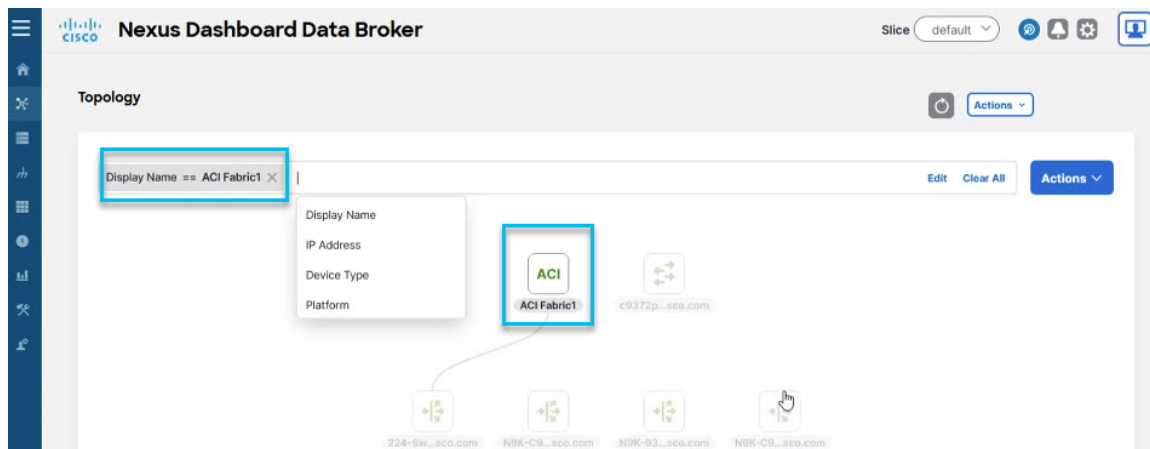 CISCO
Nexus Dashboard Data Broker
Slice default
Topology
Actions
Display Name == ACI Fabric1
Edit Clear All
Actions
Display Name
IP Address
Device Type
Platform
ACI
ACI Fabric1
c9372p...sco.com
224-Sw...sco.com
N9K-C9...sco.com
N9K-93...sco.com
N9K-C9...sco.com